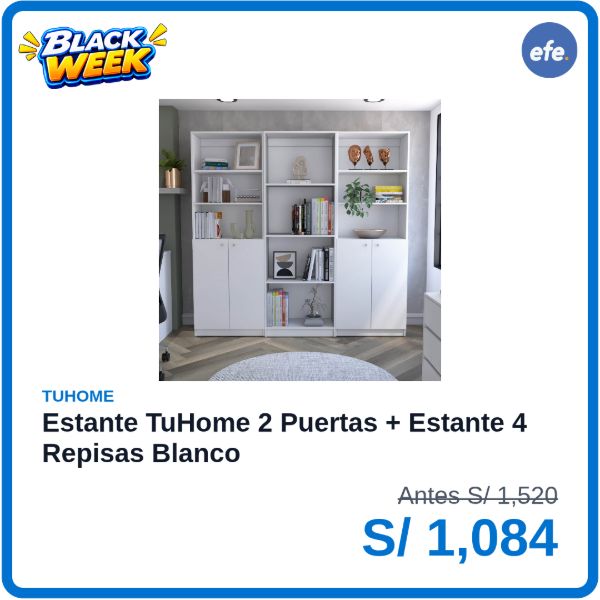 BLACK
WEEK
efe.
TUHOME
Estante TuHome 2 Puertas + Estante 4
Repisas Blanco
Antes S/ 1,520
S/ 1,084